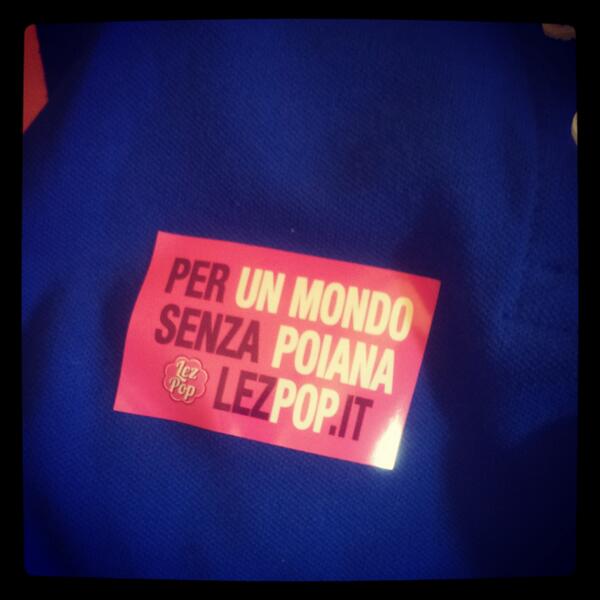 PER UN MONDO
SENZA POIANA
Lez
Pop
LEZPOP.IT